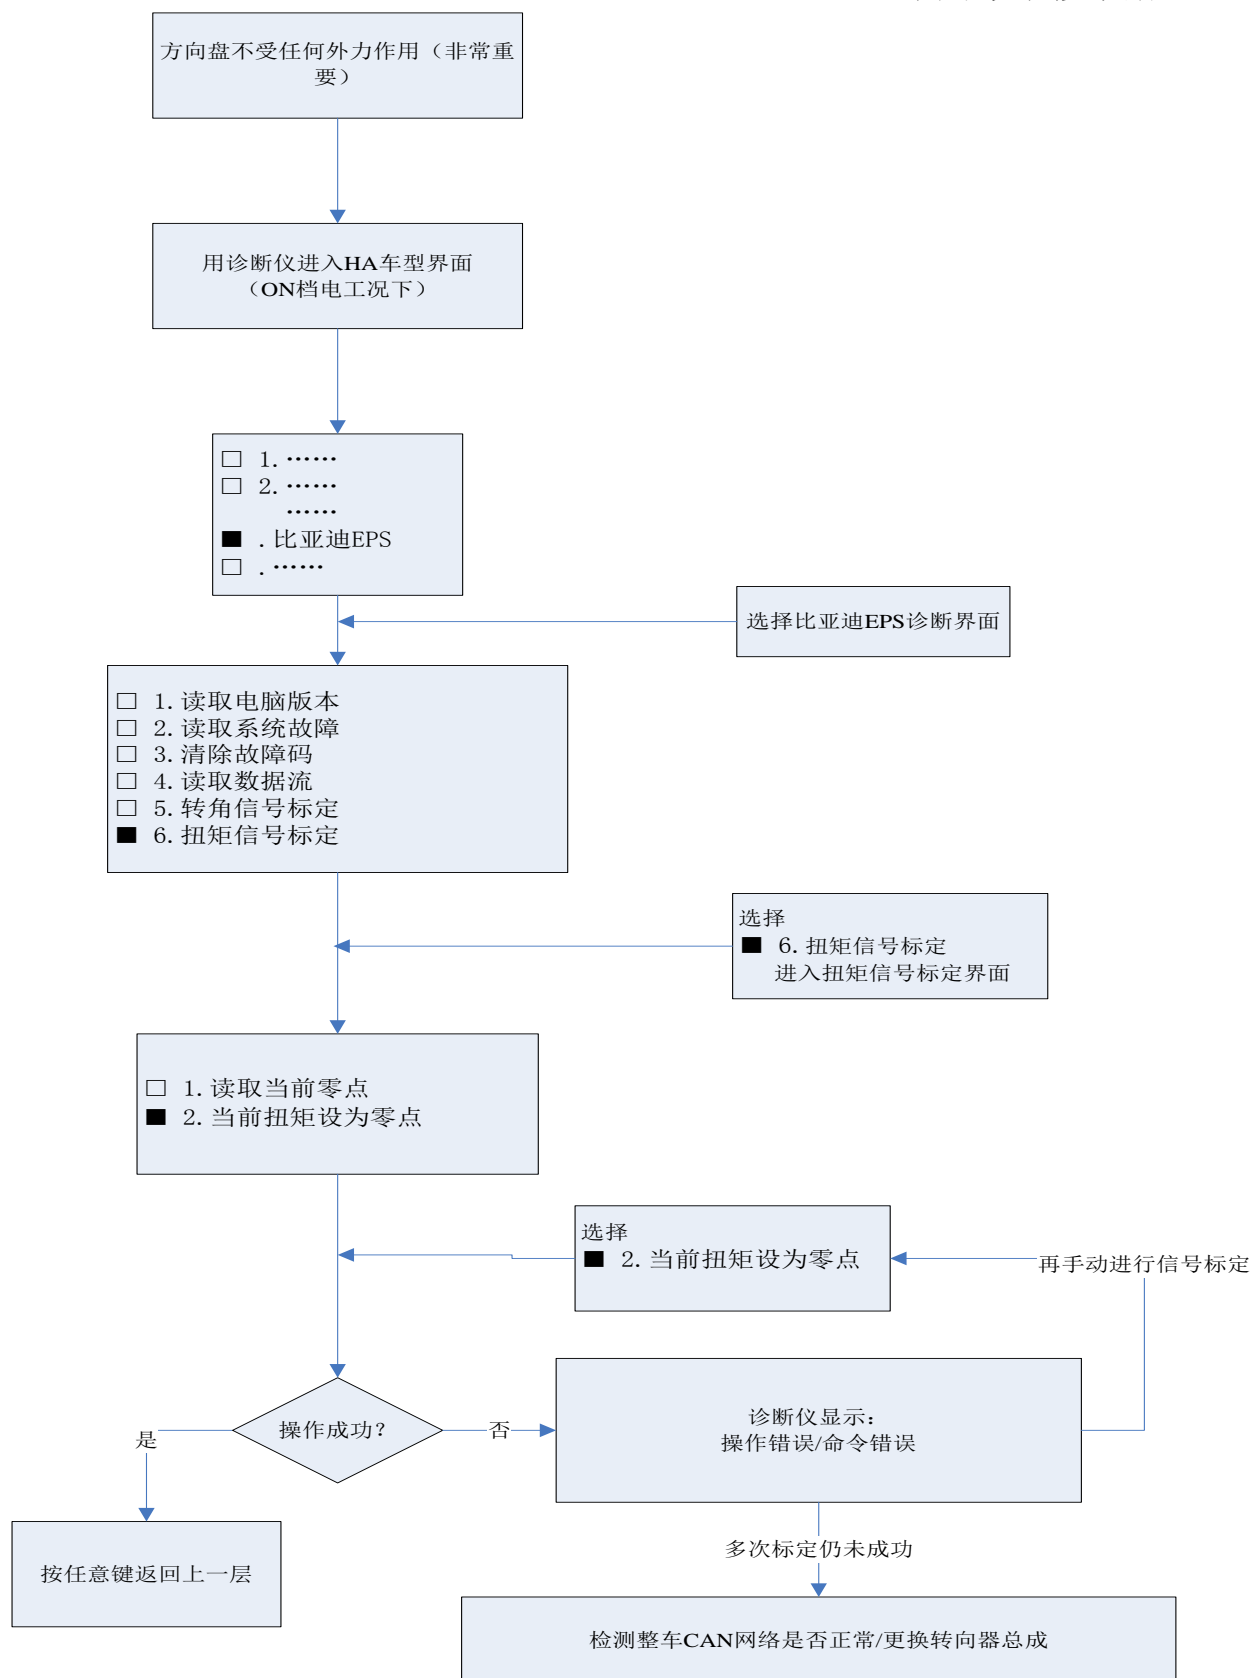 方向盘不受任何外力作用（非常重
要）
用诊断仪进入HA车型界面
（ON档电工况下）
□ 1. ……
□ 2. ……
……
■ . 比亚迪EPS
□ . ……
选择比亚迪EPS诊断界面
□ 1. 读取电脑版本
□ 2. 读取系统故障
□ 3. 清除故障码
□ 4. 读取数据流
□ 5. 转角信号标定
■ 6. 扭矩信号标定
选择
■ 6. 扭矩信号标定
进入扭矩信号标定界面
□ 1. 读取当前零点
■ 2. 当前扭矩设为零点
选择
■ 2. 当前扭矩设为零点
再手动进行信号标定
操作成功？
是
否
诊断仪显示：
操作错误/命令错误
按任意键返回上一层
多次标定仍未成功
检测整车CAN网络是否正常/更换转向器总成